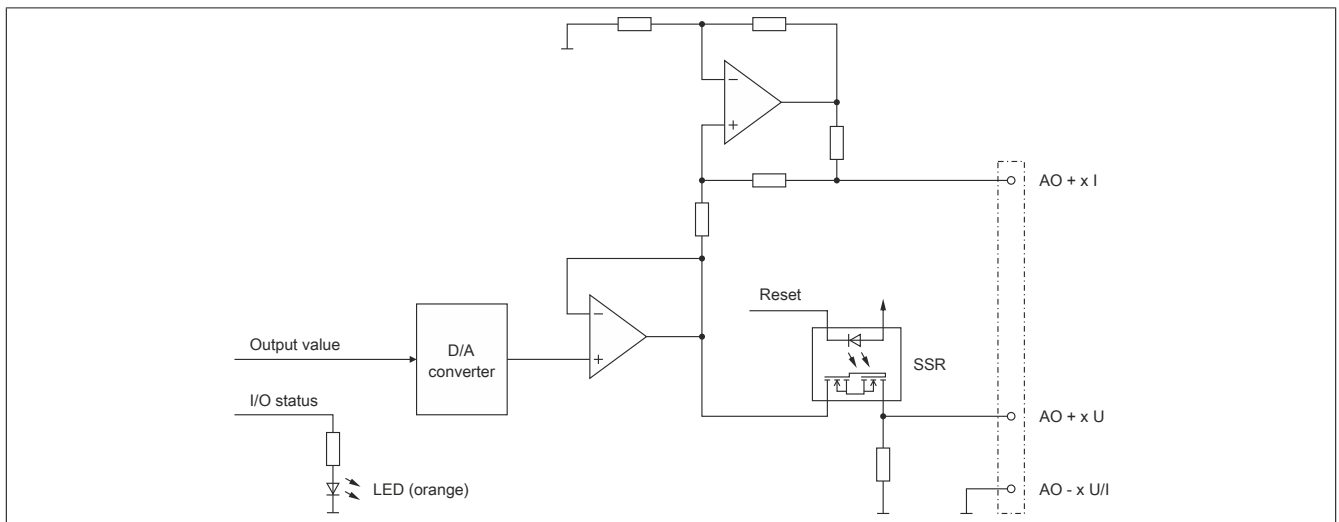 AO + x I
Reset
Output value
D/A
converter
SSR
I/O status
AO + x U
LED (orange)
AO - x U/I